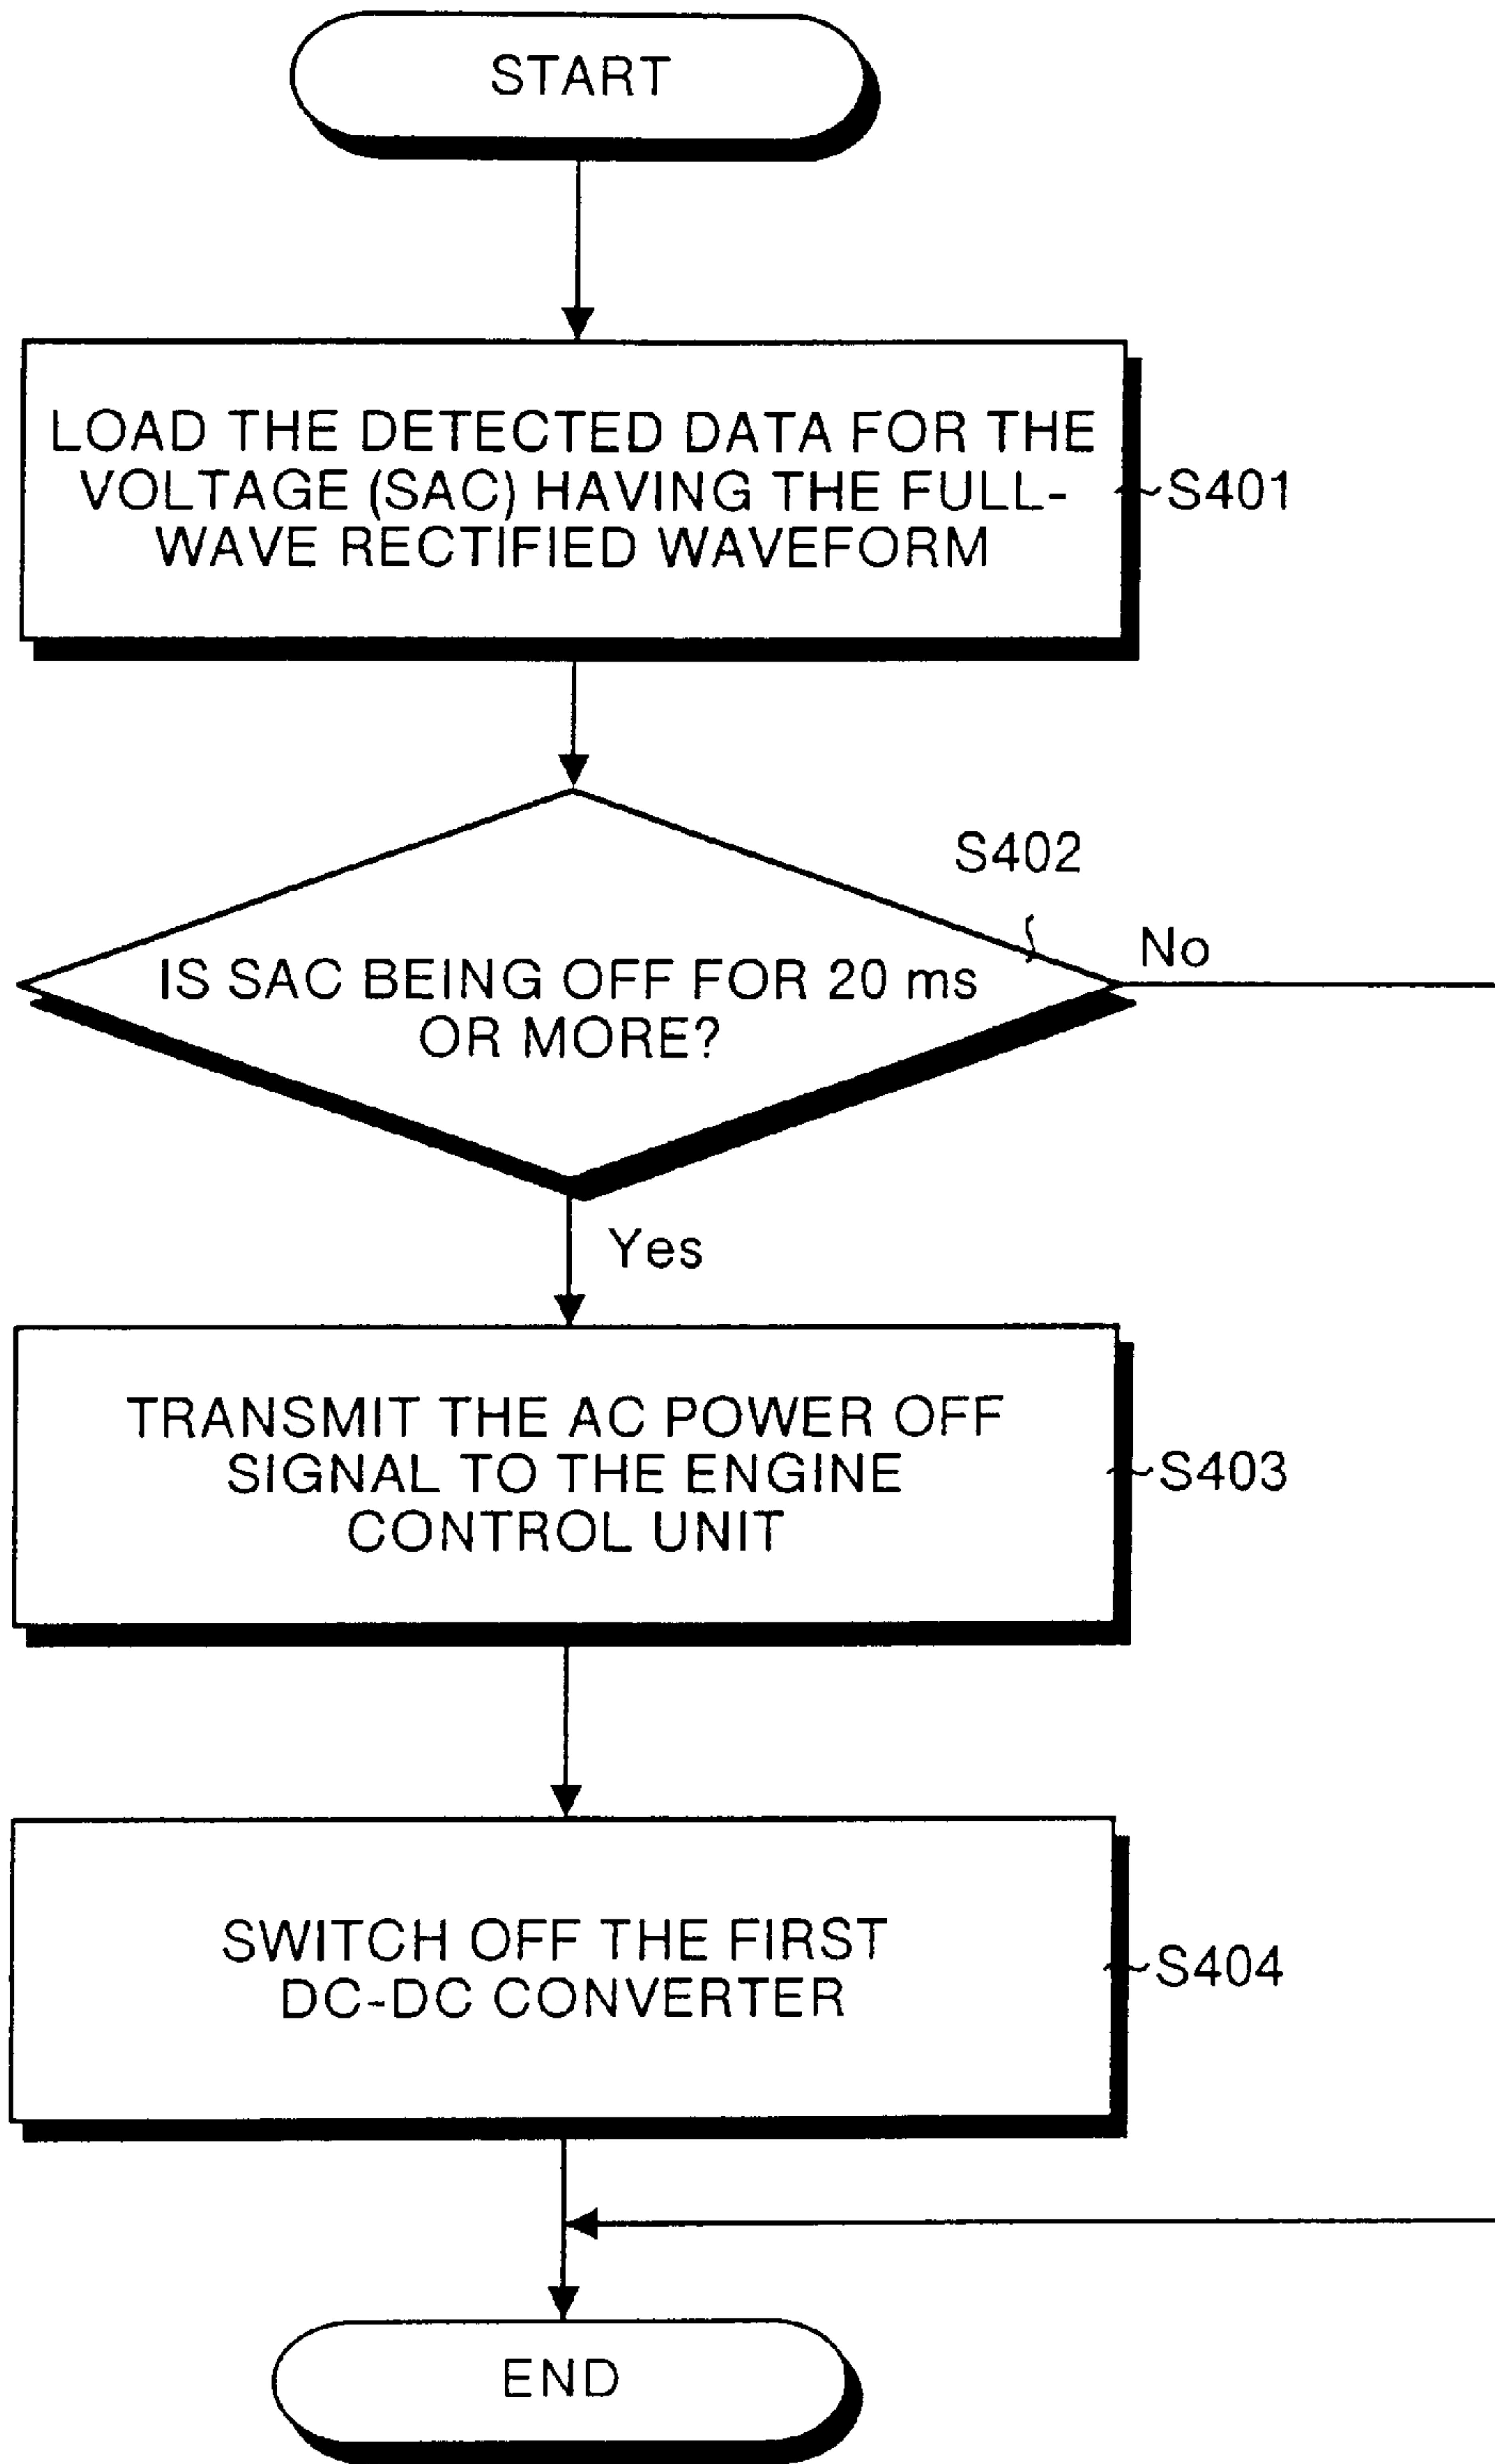 START
LOAD THE DETECTED DATA FOR THE
VOLTAGE (SAC) HAVING THE FULL-
WAVE RECTIFIED WAVEFORM
S401
S402
No
IS SAC BEING OFF FOR 20 ms
OR MORE?
Yes
TRANSMIT THE AC POWER OFF
SIGNAL TO THE ENGINE
CONTROL UNIT
S403
SWITCH OFF THE FIRST
DC-DC CONVERTER
S404
END